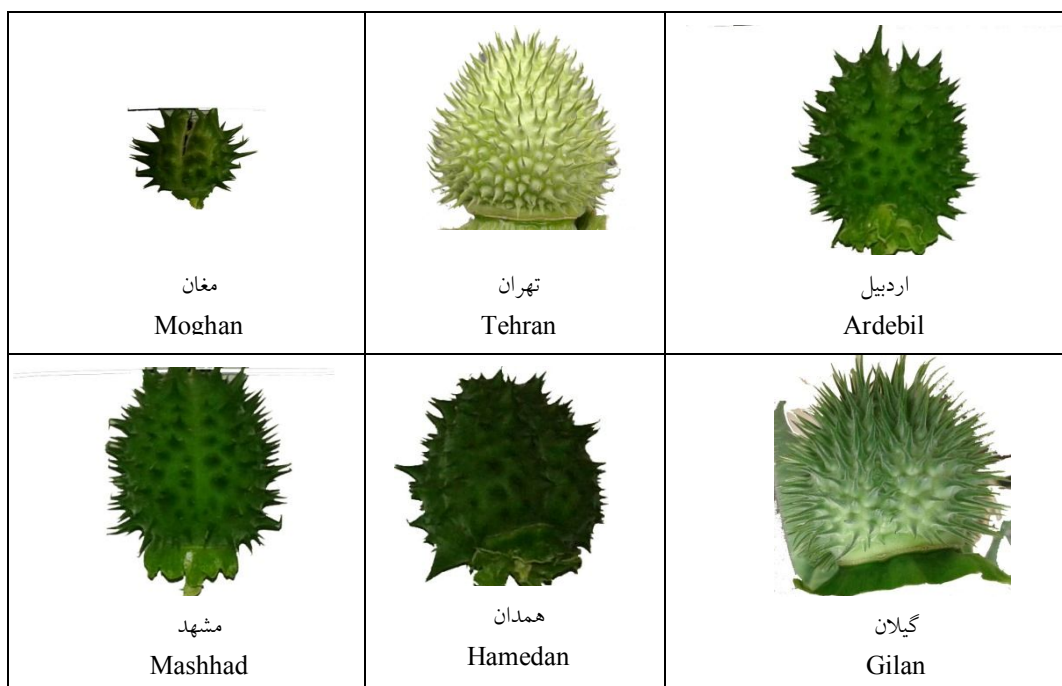 مغان
Moghan
تهران
Tehran
اردبیل
Ardebil
مشهد
Mashhad
همدان
Hamedan
گیلان
Gilan